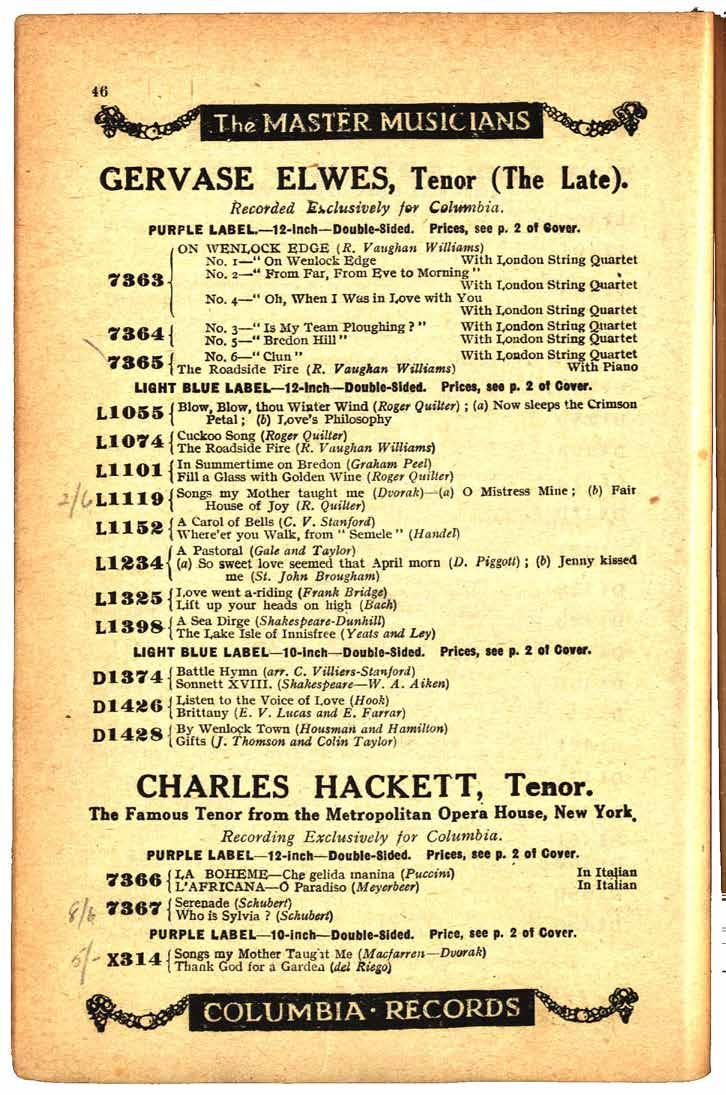 46
The MASTER MUSICIANS
GERVASE ELWES, Tenor (The Late).
Recorded Exclusively for Columbia.
PURPLE LABEL.—12-inch—Double-Sided. Prices, see p. 2 of Cover.
ON WENLOCK EDGE (R. Vaughan Williams)
No. 1—" On Wenlock Edge With London String Quartet
No. 2—" From Far, From Eve to Morning "
7363 With London String Quartet
No. 4—" Oh, When I Was in Love with You
With London String Quartet
7364 No. 3—" Is My Team Ploughing ? " With London String Quartet
No. 5—" Bredon Hill " With London String Quartet
7365 No. 6—" Clun " With London String Quartet
The Roadside Fire (R. Vaughan Williams) With Piano
LIGHT BLUE LABEL—12-inch—Double-Sided. Prices, see p. 2 of Cover.
L1055 Blow, Blow, thou Winter Wind (Roger Quilter) ; (a) Now sleeps the Crimson
Petal ; (b) Love's Philosophy
L1074 Cuckoo Song (Roger Quilter)
The Roadside Fire (R. Vaughan Williams)
L1101 In Summertime on Bredon (Graham Peel)
Fill a Glass with Golden Wine (Roger Quilter)
2/6 L1119 Songs my Mother taught me (Dvorak)—(a) O Mistress Mine ; (b) Fair
House of Joy (R. Quilter)
L1152 A Carol of Bells (C. V. Stanford)
Where'er you Walk, from " Semele " (Handel)
L1234 A Pastoral (Gale and Taylor)
(a) So sweet love seemed that April morn (D. Piggott) ; (b) Jenny kissed
me (St. John Brougham)
L1325 Love went a-riding (Frank Bridge)
Lift up your heads on high (Bach)
L1398 A Sea Dirge (Shakespeare-Dunhill)
The Lake Isle of Innisfree (Yeats and Ley)
LIGHT BLUE LABEL—10-inch—Double-Sided. Prices, see p. 2 of Cover.
D1374 Battle Hymn (arr. C. Villiers-Stanford)
Sonnett XVIII. (Shakespeare—W. A. Aiken)
D1426 Listen to the Voice of Love (Hook)
Brittany (E. V. Lucas and E. Farrar)
D1428 By Wenlock Town (Housman and Hamilton)
Gifts (J. Thomson and Colin Taylor)
CHARLES HACKETT, Tenor.
The Famous Tenor from the Metropolitan Opera House, New York.
Recording Exclusively for Columbia.
PURPLE LABEL—12-inch—Double-Sided. Prices, see p. 2 of Cover.
7366 LA BOHEME—Che gelida manina (Puccini) In Italian
L'AFRICANA—O Paradiso (Meyerbeer) In Italian
8/6 7367 Serenade (Schubert)
Who is Sylvia ? (Schubert)
PURPLE LABEL—10-inch—Double-Sided. Price, see p. 2 of Cover.
5/- X314 Songs my Mother Taught Me (Macfarren—Dvorak)
Thank God for a Garden (del Riego)
COLUMBIA · RECORDS